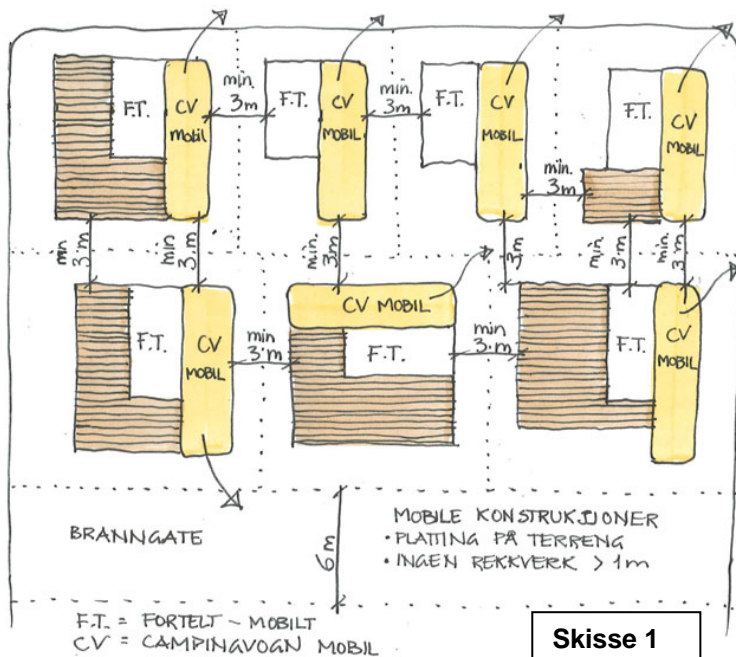 F.T.
CV
MOBIL
min.
3m
F.T.
CV
MOBIL
min.
3m
F.T.
CV
MOBIL
min.
3m
F.T.
CV
MOBIL
min
3m
min.
3m
min.
3m
3m
min.
3m
min.
3m
F.T.
CV
MOBIL
min
3m
CV MOBIL
F.T.
min
3m
F.T.
CV
MOBIL
BRANNGATE
6m
MOBILE KONSTRUKSJONER
• PLATTING PÅ TERRENG
• INGEN REKKVERK > 1m
F.T. = FORTELT - MOBILT
CV = CAMPINGVOGN MOBIL
Skisse 1